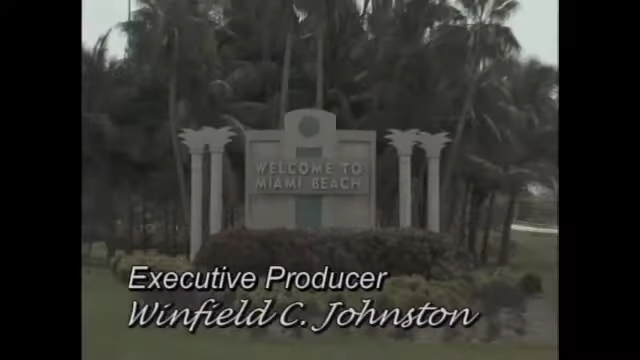 WELCOME TO
MIAMI BEACH
Executive Producer
Winfield C. Johnston